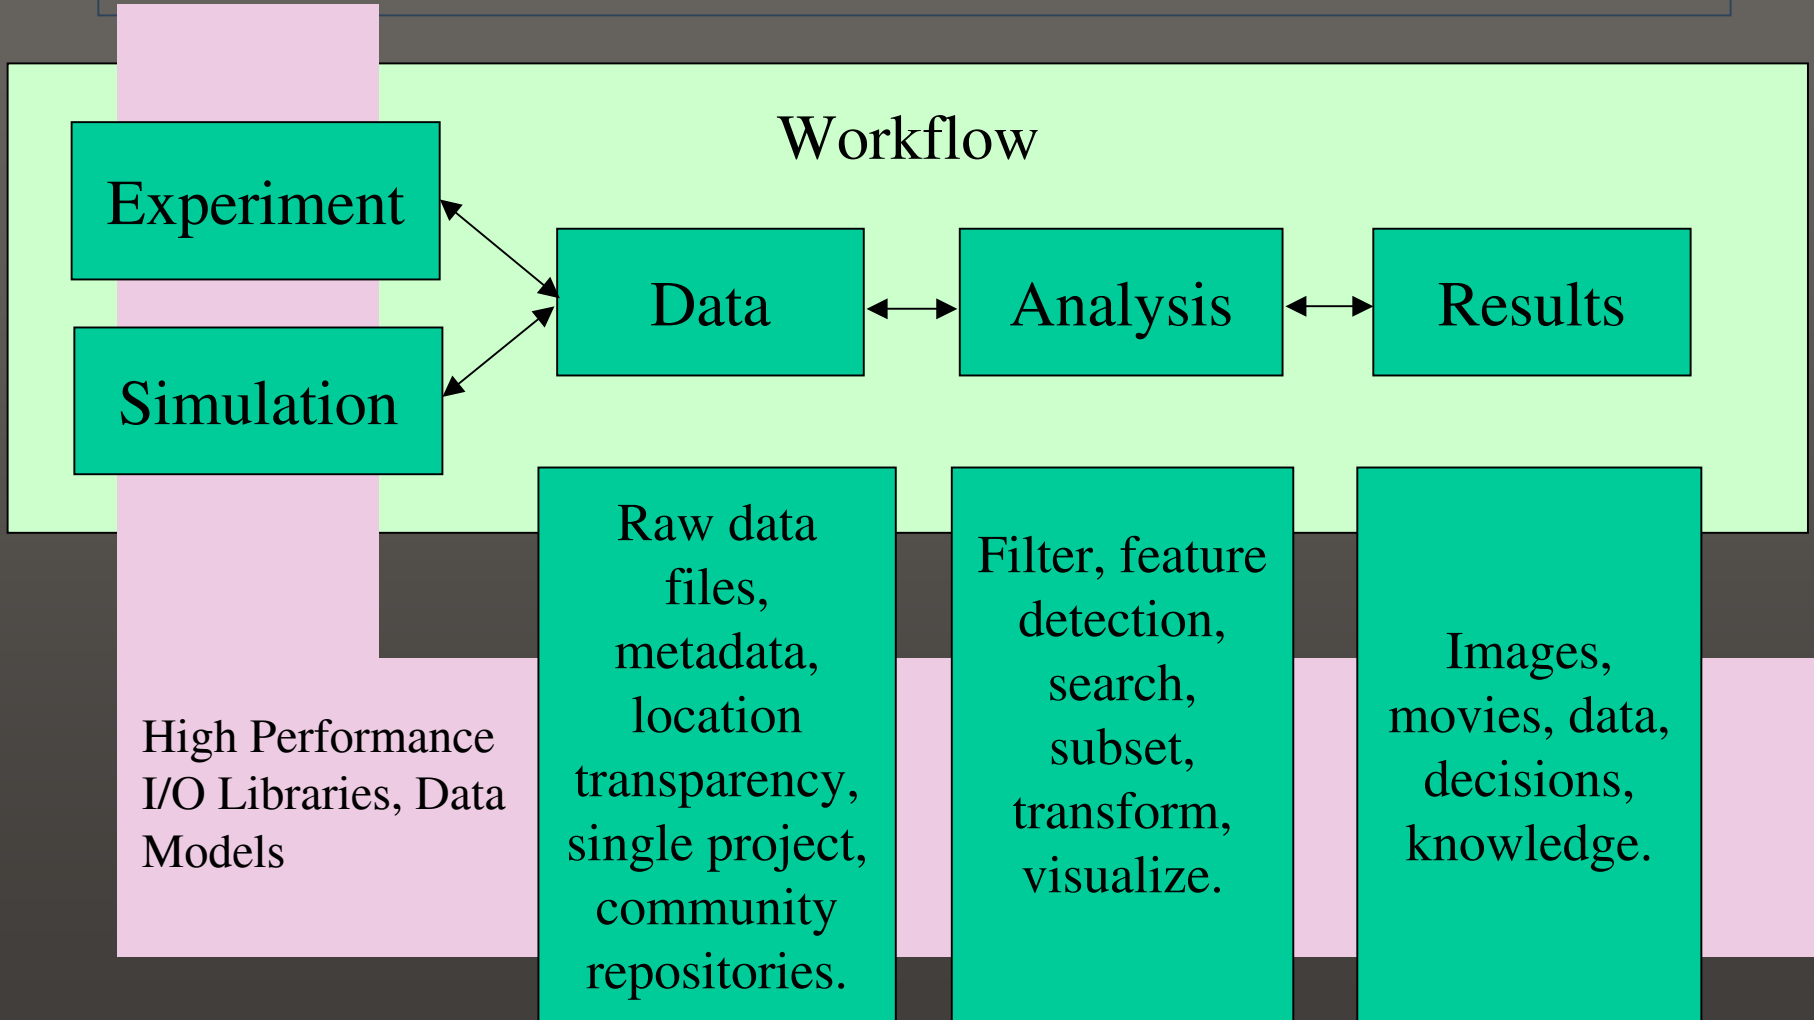 Workflow
Experiment
Simulation
Data
Analysis
Results
High Performance
I/O Libraries, Data
Models
Raw data
files,
metadata,
location
transparency,
single project,
community
repositories.
Filter, feature
detection,
search,
subset,
transform,
visualize.
Images,
movies, data,
decisions,
knowledge.